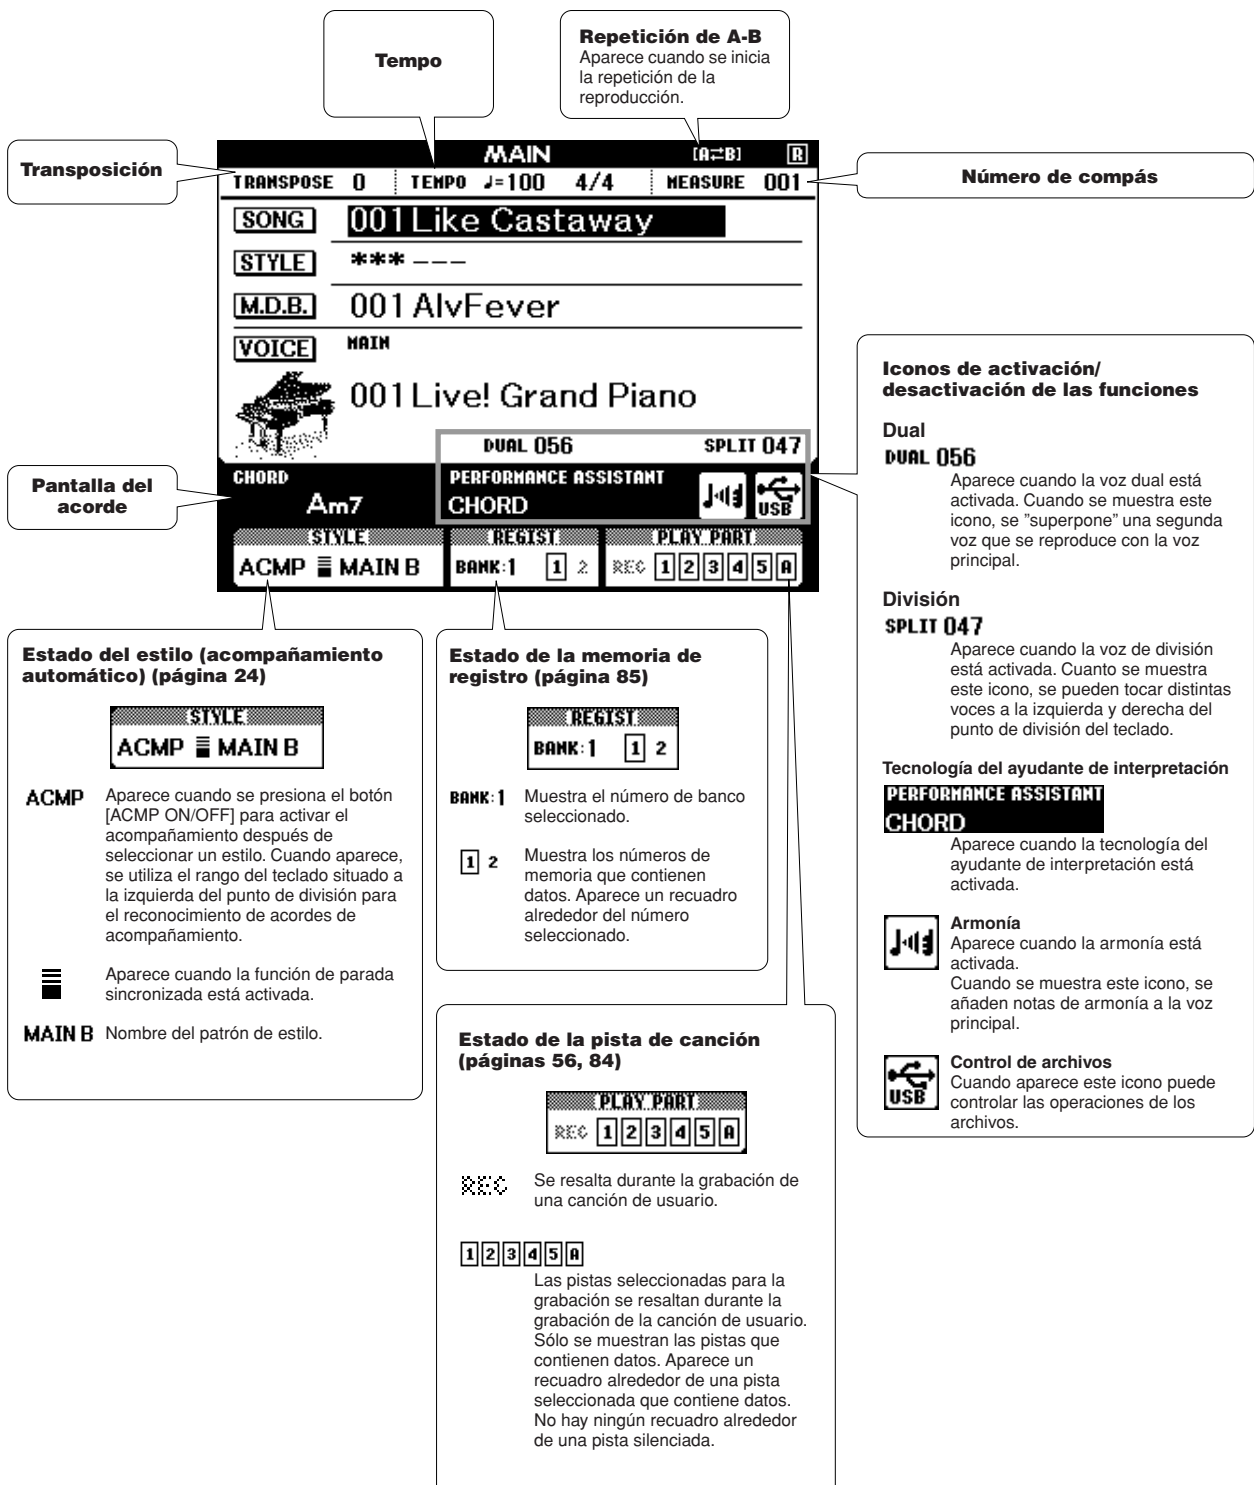 Tempo
Repetición de A-B
Aparece cuando se inicia
la repetición de la
reproducción.
Transposición
Número de compás
MAIN [A⇄B] R
TRANSPOSE 0 TEMPO ♩=100 4/4 MEASURE 001
SONG 001 Like Castaway
STYLE *** ---
M.D.B. 001 AlvFever
VOICE MAIN
001 Live! Grand Piano
DUAL 056 SPLIT 047
Pantalla del
acorde
CHORD
Am7
PERFORMANCE ASSISTANT
CHORD
USB
STYLE REGIST PLAY PART
ACMP MAIN B BANK:1 1 2 REC 1 2 3 4 5 A
Estado del estilo (acompañamiento
automático) (página 24)
STYLE
ACMP MAIN B
ACMP Aparece cuando se presiona el botón
[ACMP ON/OFF] para activar el
acompañamiento después de
seleccionar un estilo. Cuando aparece,
se utiliza el rango del teclado situado a
la izquierda del punto de división para
el reconocimiento de acordes de
acompañamiento.
Aparece cuando la función de parada
sincronizada está activada.
MAIN B Nombre del patrón de estilo.
Estado de la memoria de
registro (página 85)
REGIST
BANK:1 1 2
BANK:1 Muestra el número de banco
seleccionado.
1 2 Muestra los números de
memoria que contienen
datos. Aparece un recuadro
alrededor del número
seleccionado.
Estado de la pista de canción
(páginas 56, 84)
PLAY PART
REC 1 2 3 4 5 A
REC Se resalta durante la grabación de
una canción de usuario.
1 2 3 4 5 A
Las pistas seleccionadas para la
grabación se resaltan durante la
grabación de la canción de usuario.
Sólo se muestran las pistas que
contienen datos. Aparece un
recuadro alrededor de una pista
seleccionada que contiene datos.
No hay ningún recuadro alrededor
de una pista silenciada.
Iconos de activación/
desactivación de las funciones
Dual
DUAL 056
Aparece cuando la voz dual está
activada. Cuando se muestra este
icono, se "superpone" una segunda
voz que se reproduce con la voz
principal.
División
SPLIT 047
Aparece cuando la voz de división
está activada. Cuanto se muestra
este icono, se pueden tocar distintas
voces a la izquierda y derecha del
punto de división del teclado.
Tecnología del ayudante de interpretación
PERFORMANCE ASSISTANT
CHORD
Aparece cuando la tecnología del
ayudante de interpretación está
activada.
Armonía
Aparece cuando la armonía está
activada.
Cuando se muestra este icono, se
añaden notas de armonía a la voz
principal.
Control de archivos
USB
Cuando aparece este icono puede
controlar las operaciones de los
archivos.